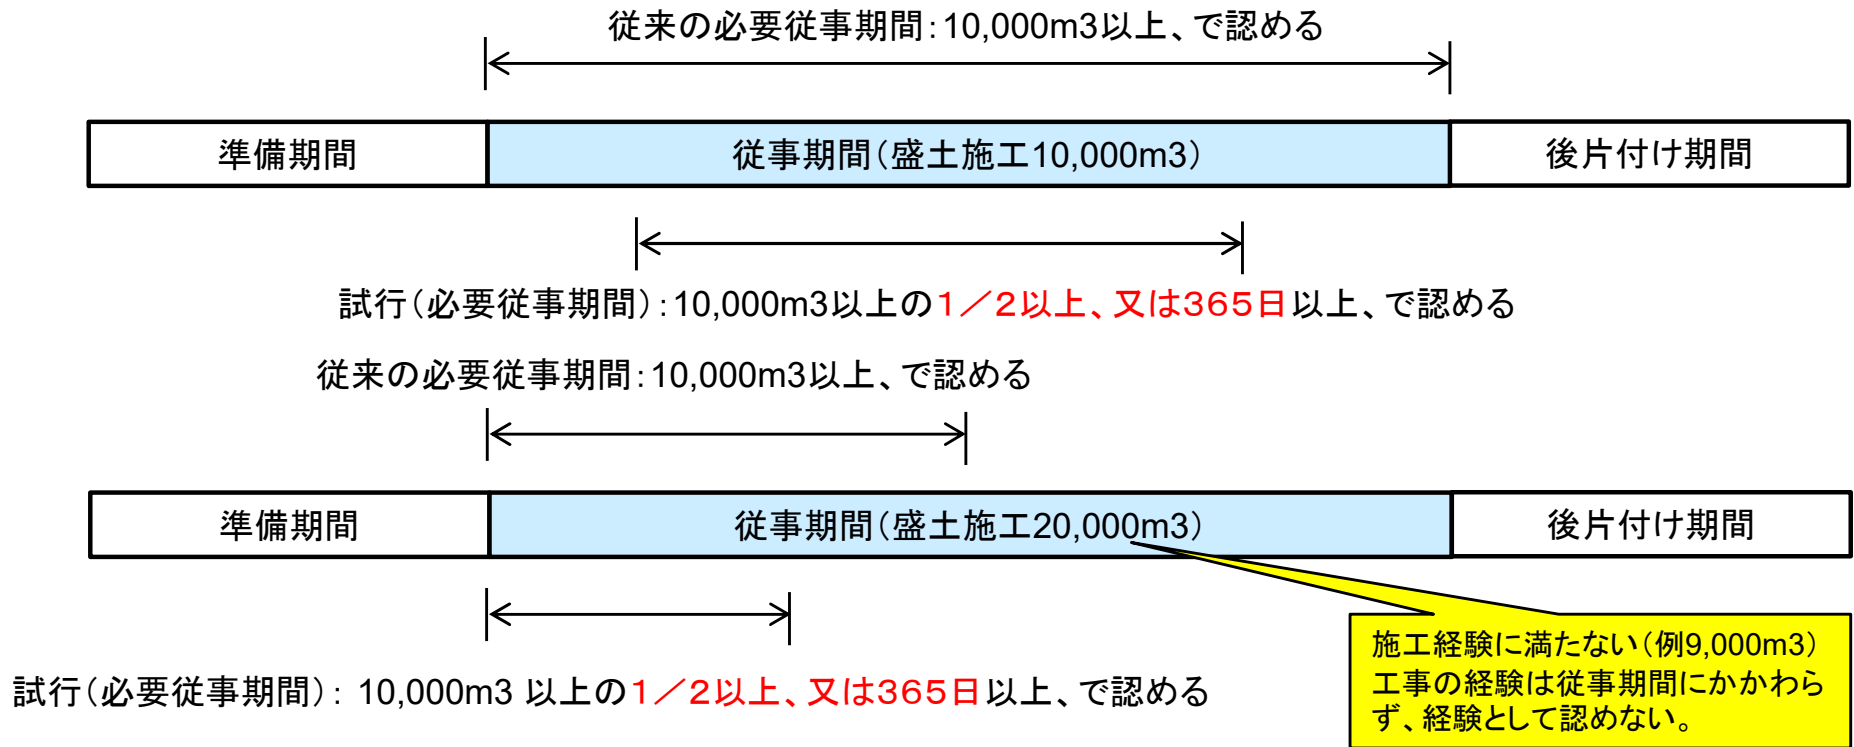 従来の必要従事期間：10,000m3以上、で認める
準備期間
従事期間（盛土施工10,000m3）
後片付け期間
試行（必要従事期間）：10,000m3以上の１／２以上、又は３６５日以上、で認める
従来の必要従事期間：10,000m3以上、で認める
準備期間
従事期間（盛土施工20,000m3）
後片付け期間
施工経験に満たない（例9,000m3）
工事の経験は従事期間にかかわら
ず、経験として認めない。
試行（必要従事期間）： 10,000m3 以上の１／２以上、又は３６５日以上、で認める